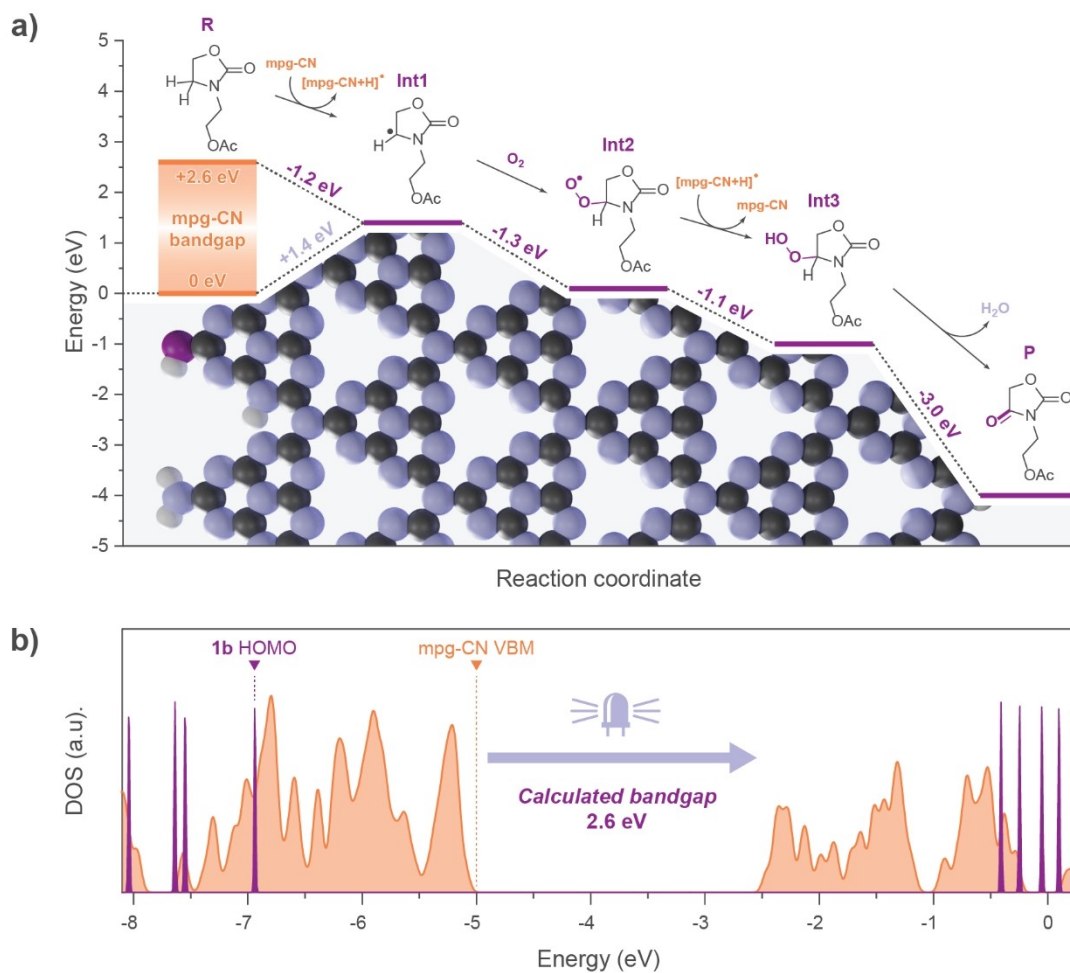 a)
R
mpg-CN
[mpg-CN+H]•
Int1
O
O
H
N
H
OAc
O
O
H
N
OAc
O2
Int2
O•
O
O
O
H
N
OAc
[mpg-CN+H]•
mpg-CN
Int3
HO
O
O
O
H
N
OAc
H2O
P
O
O
O
N
OAc
+2.6 eV
mpg-CN
bandgap
0 eV
-1.2 eV
+1.4 eV
-1.3 eV
-1.1 eV
-3.0 eV
5
4
3
2
1
0
-1
-2
-3
-4
-5
Energy (eV)
Reaction coordinate
b)
1b HOMO
mpg-CN VBM
Calculated bandgap
2.6 eV
DOS (a.u).
-8
-7
-6
-5
-4
-3
-2
-1
0
Energy (eV)